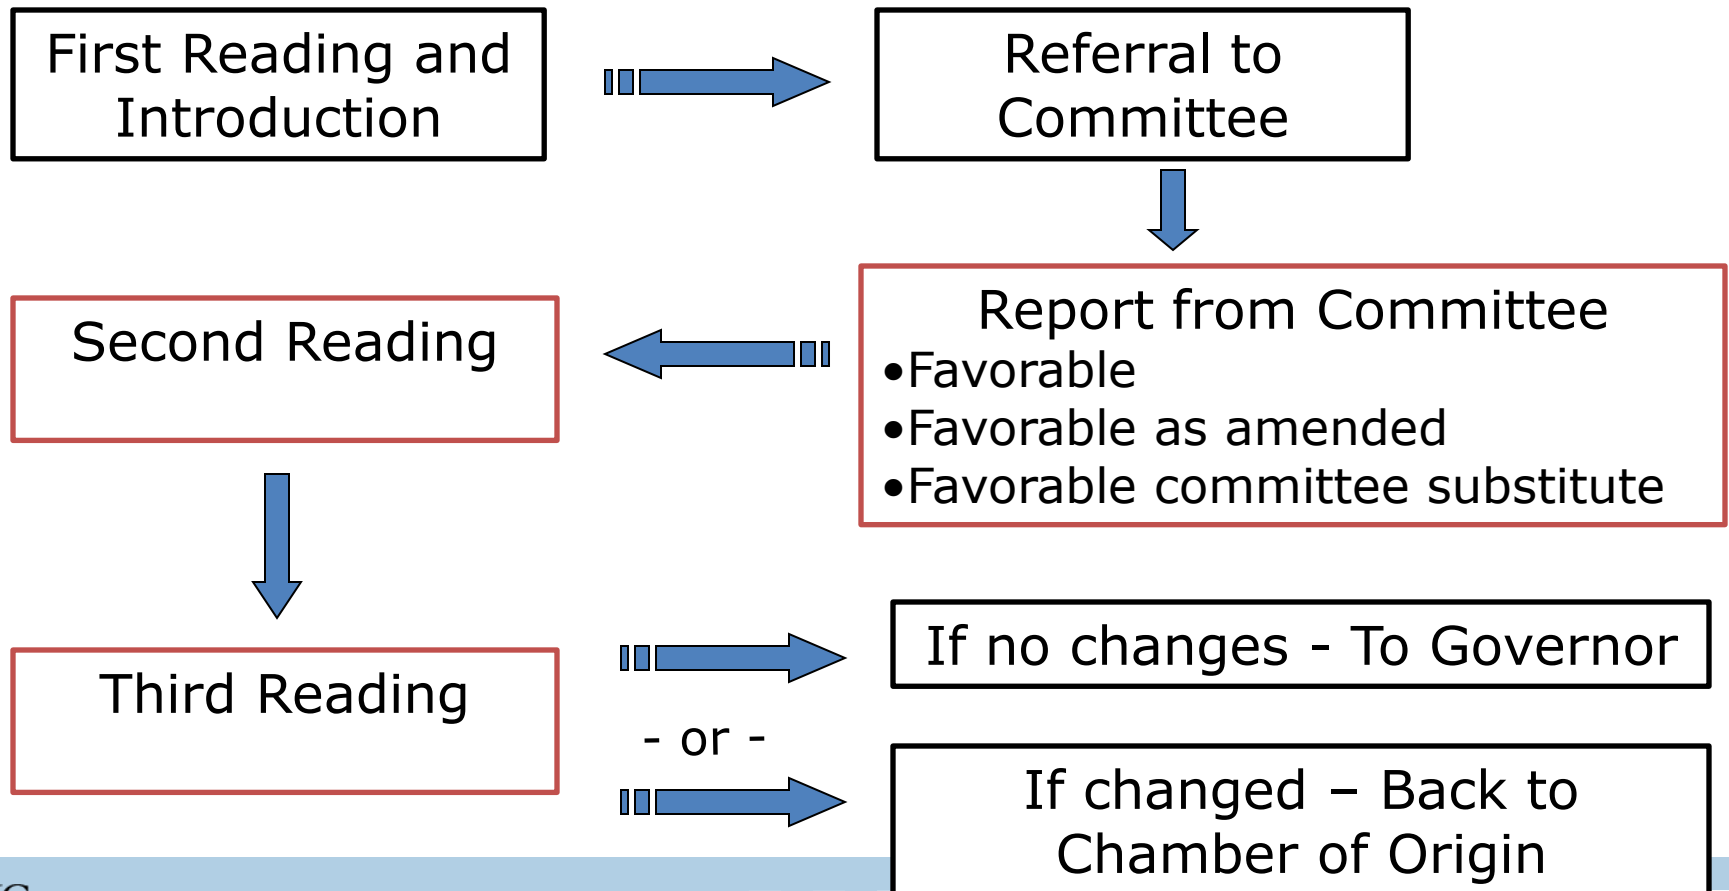 First Reading and
Introduction
Referral to
Committee
Report from Committee
•Favorable
•Favorable as amended
•Favorable committee substitute
Second Reading
Third Reading
If no changes - To Governor
- or -
If changed – Back to
Chamber of Origin